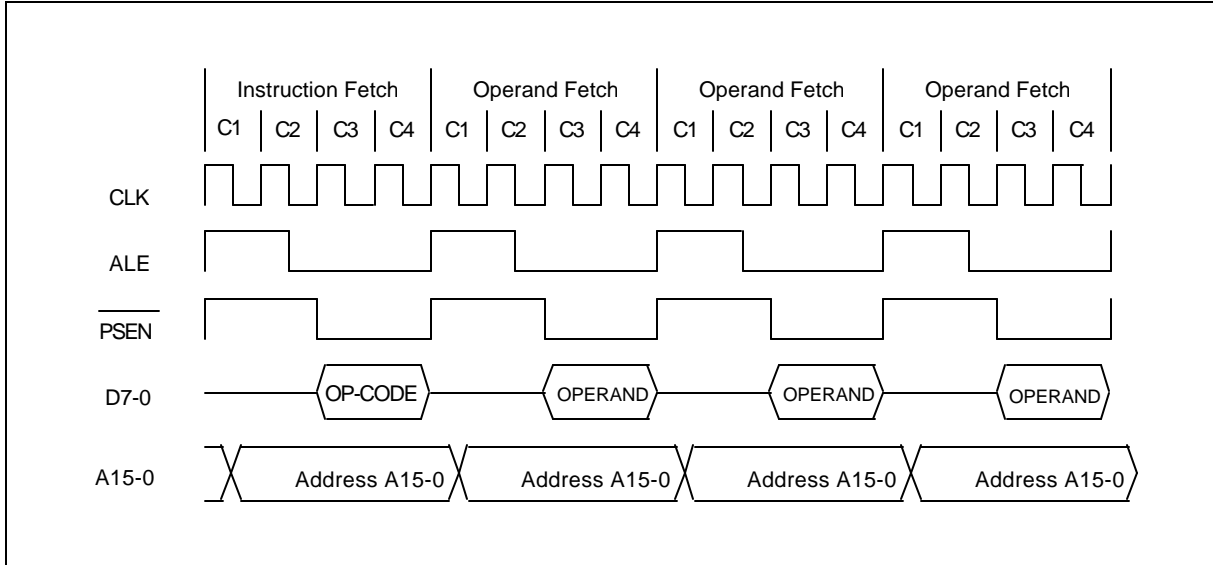 Instruction Fetch Operand Fetch Operand Fetch Operand Fetch
C1 C2 C3 C4 C1 C2 C3 C4 C1 C2 C3 C4 C1 C2 C3 C4
CLK
ALE
PSEN
D7-0 OP-CODE OPERAND OPERAND OPERAND
A15-0 Address A15-0 Address A15-0 Address A15-0 Address A15-0